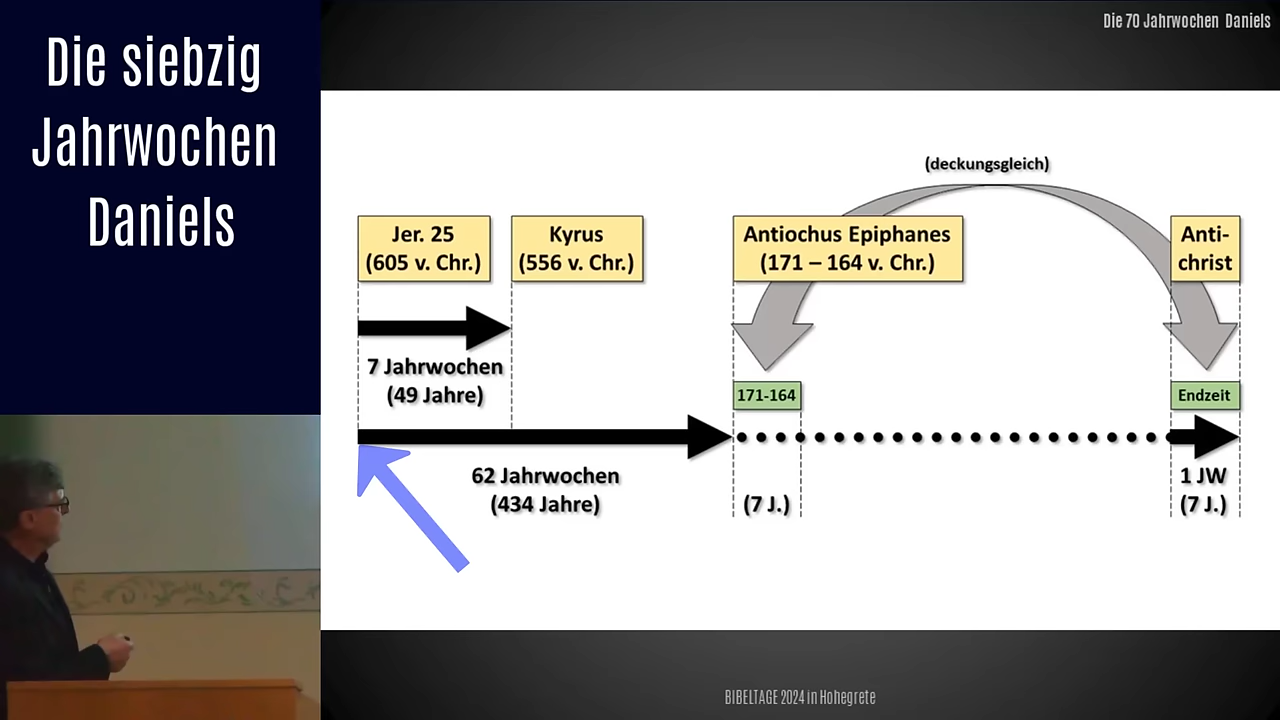 Die siebzig
Jahrwochen
Daniels
Die 70 Jahrwochen Daniels
(deckungsgleich)
Jer. 25
(605 v. Chr.)
Kyrus
(556 v. Chr.)
Antiochus Epiphanes
(171 – 164 v. Chr.)
Anti-
christ
7 Jahrwochen
(49 Jahre)
171-164
Endzeit
62 Jahrwochen
(434 Jahre)
(7 J.)
1 JW
(7 J.)
BIBELTAGE 2024 in Hohegrete